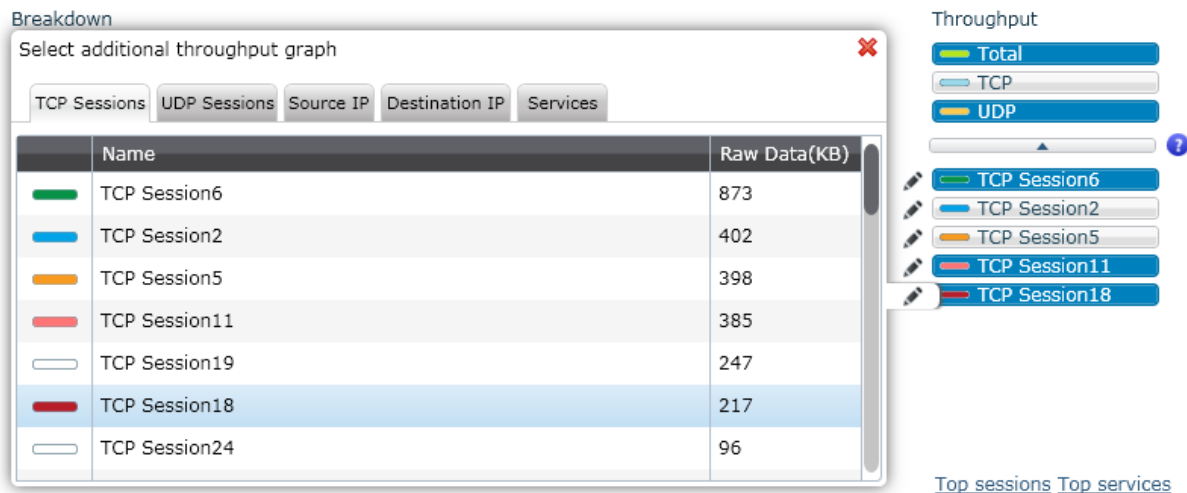 Breakdown
Select additional throughput graph
TCP Sessions UDP Sessions Source IP Destination IP Services
Name Raw Data(KB)
TCP Session6 873
TCP Session2 402
TCP Session5 398
TCP Session11 385
TCP Session19 247
TCP Session18 217
TCP Session24 96
Throughput
Total
TCP
UDP
?
TCP Session6
TCP Session2
TCP Session5
TCP Session11
TCP Session18
Top sessions Top services